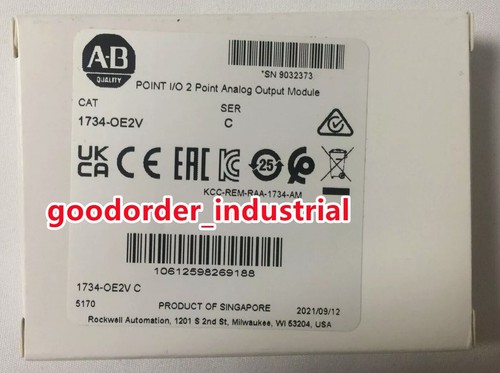 A-B
QUALITY
*SN 9032373
POINT I/O 2 Point Analog Output Module
CAT SER
1734-OE2V C
UK CA CE EAC 25
KCC-REM-RAA-1734-AM
goodorder_industrial
10612598269188
1734-OE2V C
5170 PRODUCT OF SINGAPORE 2021/09/12
Rockwell Automation, 1201 S 2nd St, Milwaukee, WI 53204, USA